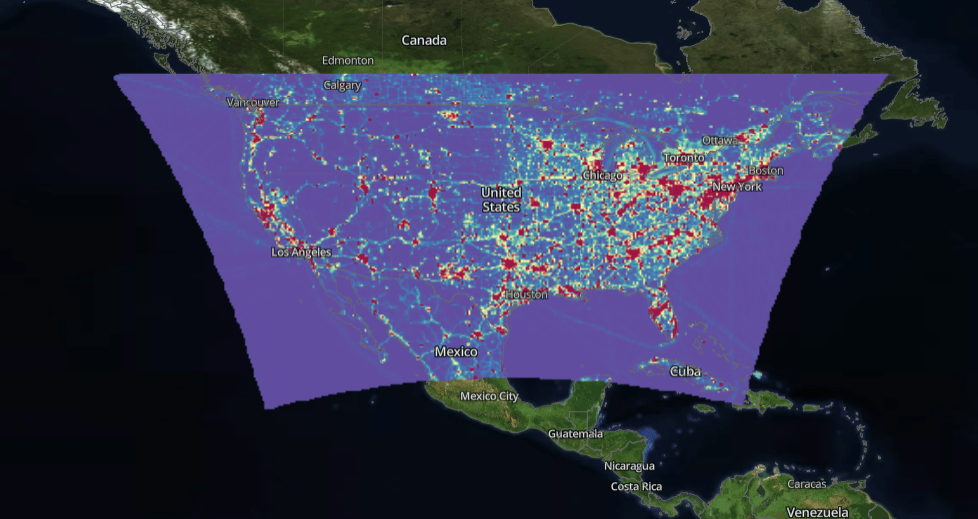 Canada
Edmonton
Calgary
Vancouver
Ottawa
Toronto
Boston
Chicago
New York
United
States
Los Angeles
Houston
Mexico
Cuba
Mexico City
Guatemala
Nicaragua
Costa Rica
Caracas
Venezuela